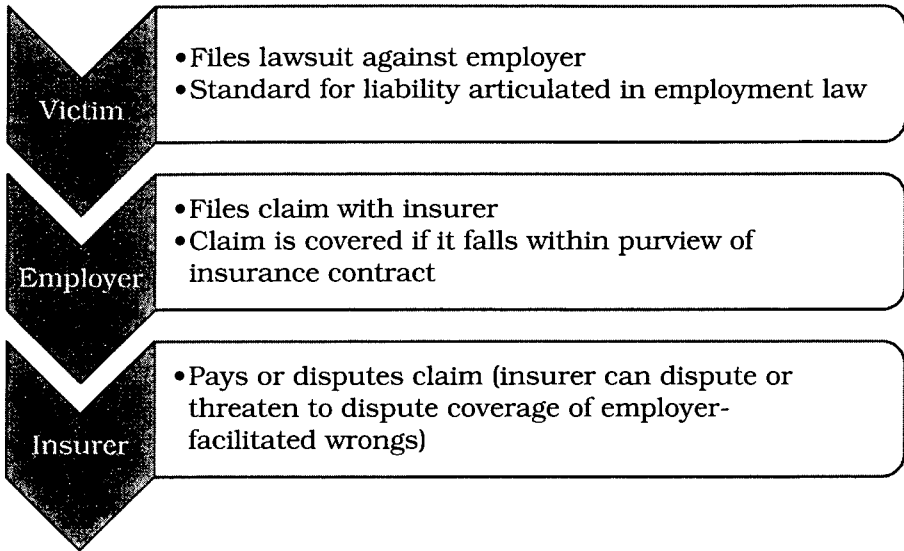 Victim
•Files lawsuit against employer
•Standard for liability articulated in employment law
Employer
•Files claim with insurer
•Claim is covered if it falls within purview of
insurance contract
Insurer
•Pays or disputes claim (insurer can dispute or
threaten to dispute coverage of employer-
facilitated wrongs)